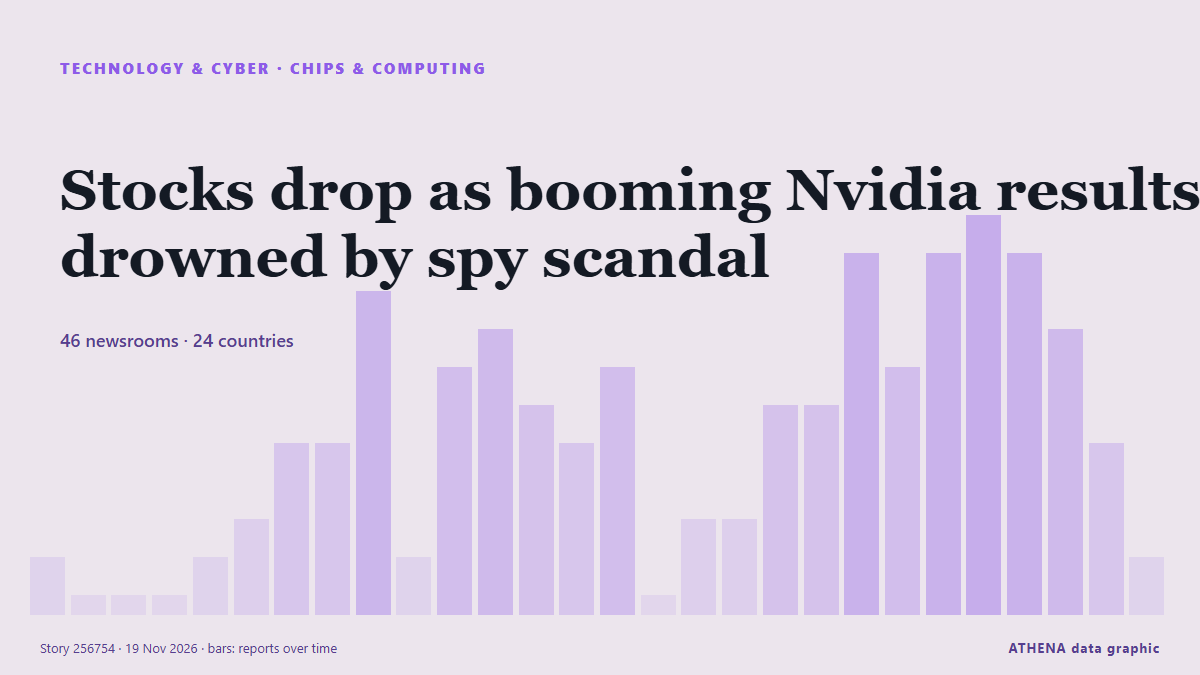 TECHNOLOGY & CYBER · CHIPS & COMPUTING
Stocks drop as booming Nvidia results
drowned by spy scandal
46 newsrooms · 24 countries
Story 256754 · 19 Nov 2026 · bars: reports over time
ATHENA data graphic